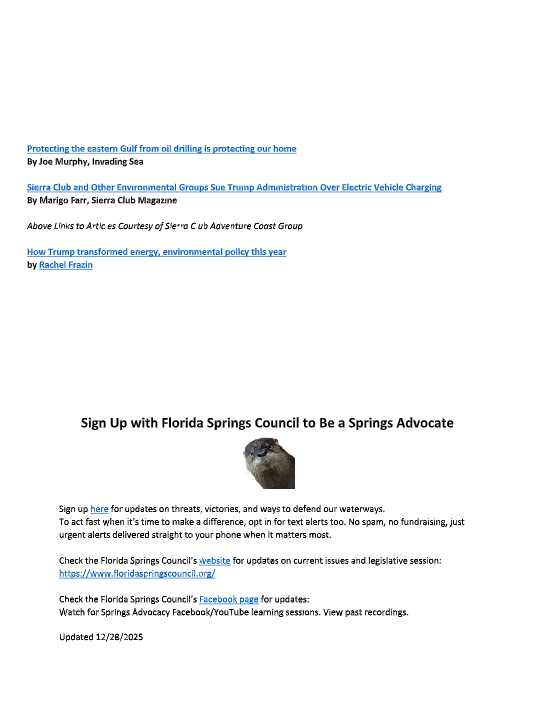 Protecting the eastern Gulf from oil drilling is protecting our home
By Joe Murphy, Invading Sea
Sierra Club and Other Environmental Groups Sue Trump Administration Over Electric Vehicle Charging
By Marigo Farr, Sierra Club Magazine
Above Links to Artic es Courtesy of Sierra C ub Adventure Coast Group
How Trump transformed energy, environmental policy this year
by Rachel Frazin
Sign Up with Florida Springs Council to Be a Springs Advocate
Sign up here for updates on threats, victories, and ways to defend our waterways.
To act fast when it's time to make a difference, opt in for text alerts too. No spam, no fundraising, just
urgent alerts delivered straight to your phone when it matters most.
Check the Florida Springs Council's website for updates on current issues and legislative session:
https://www.floridaspringscouncil.org/
Check the Florida Springs Council's Facebook page for updates:
Watch for Springs Advocacy Facebook/YouTube learning sessions. View past recordings.
Updated 12/28/2025